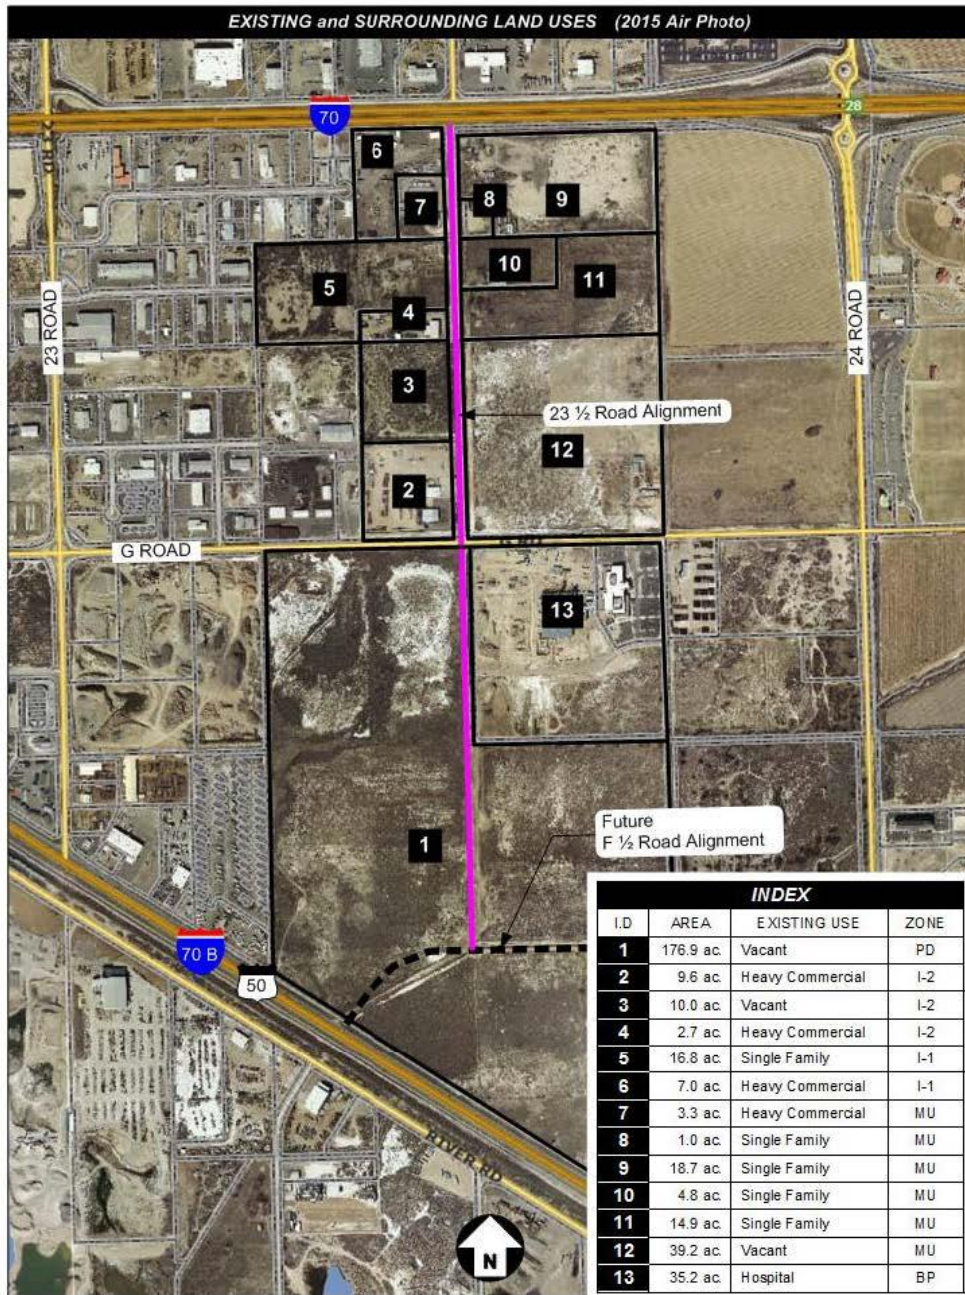 EXISTING and SURROUNDING LAND USES (2015 Air Photo)
70
28
6
7
8
9
10
11
5
4
3
23 ROAD
24 ROAD
23 ½ Road Alignment
12
2
G ROAD
13
1
Future
F ½ Road Alignment
70 B
50
RIVER RD
N
INDEX
I.D AREA EXISTING USE ZONE
1 176.9 ac. Vacant PD
2 9.6 ac. Heavy Commercial I-2
3 10.0 ac. Vacant I-2
4 2.7 ac. Heavy Commercial I-2
5 16.8 ac. Single Family I-1
6 7.0 ac. Heavy Commercial I-1
7 3.3 ac. Heavy Commercial MU
8 1.0 ac. Single Family MU
9 18.7 ac. Single Family MU
10 4.8 ac. Single Family MU
11 14.9 ac. Single Family MU
12 39.2 ac. Vacant MU
13 35.2 ac. Hospital BP